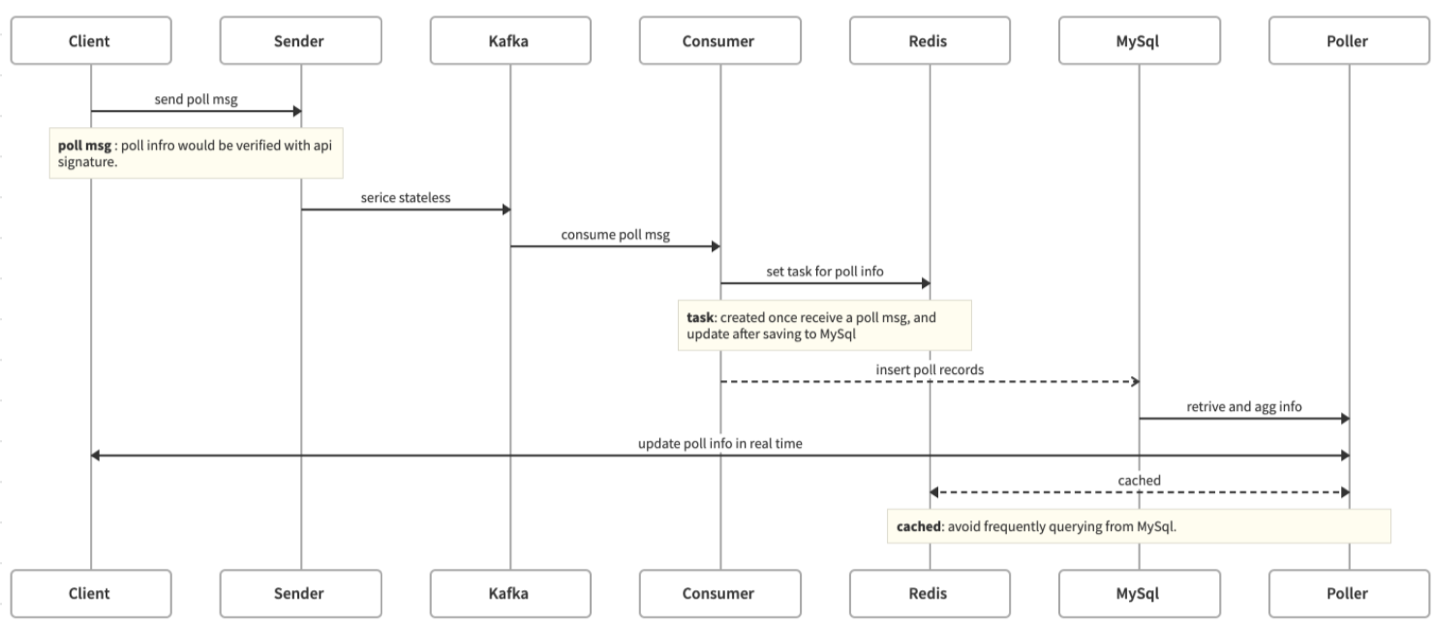 Client
Sender
Kafka
Consumer
Redis
MySql
Poller
send poll msg
poll msg : poll infro would be verified with api
signature.
serice stateless
consume poll msg
set task for poll info
task: created once receive a poll msg, and
update after saving to MySql
insert poll records
retrive and agg info
update poll info in real time
cached
cached: avoid frequently querying from MySql.
Client
Sender
Kafka
Consumer
Redis
MySql
Poller